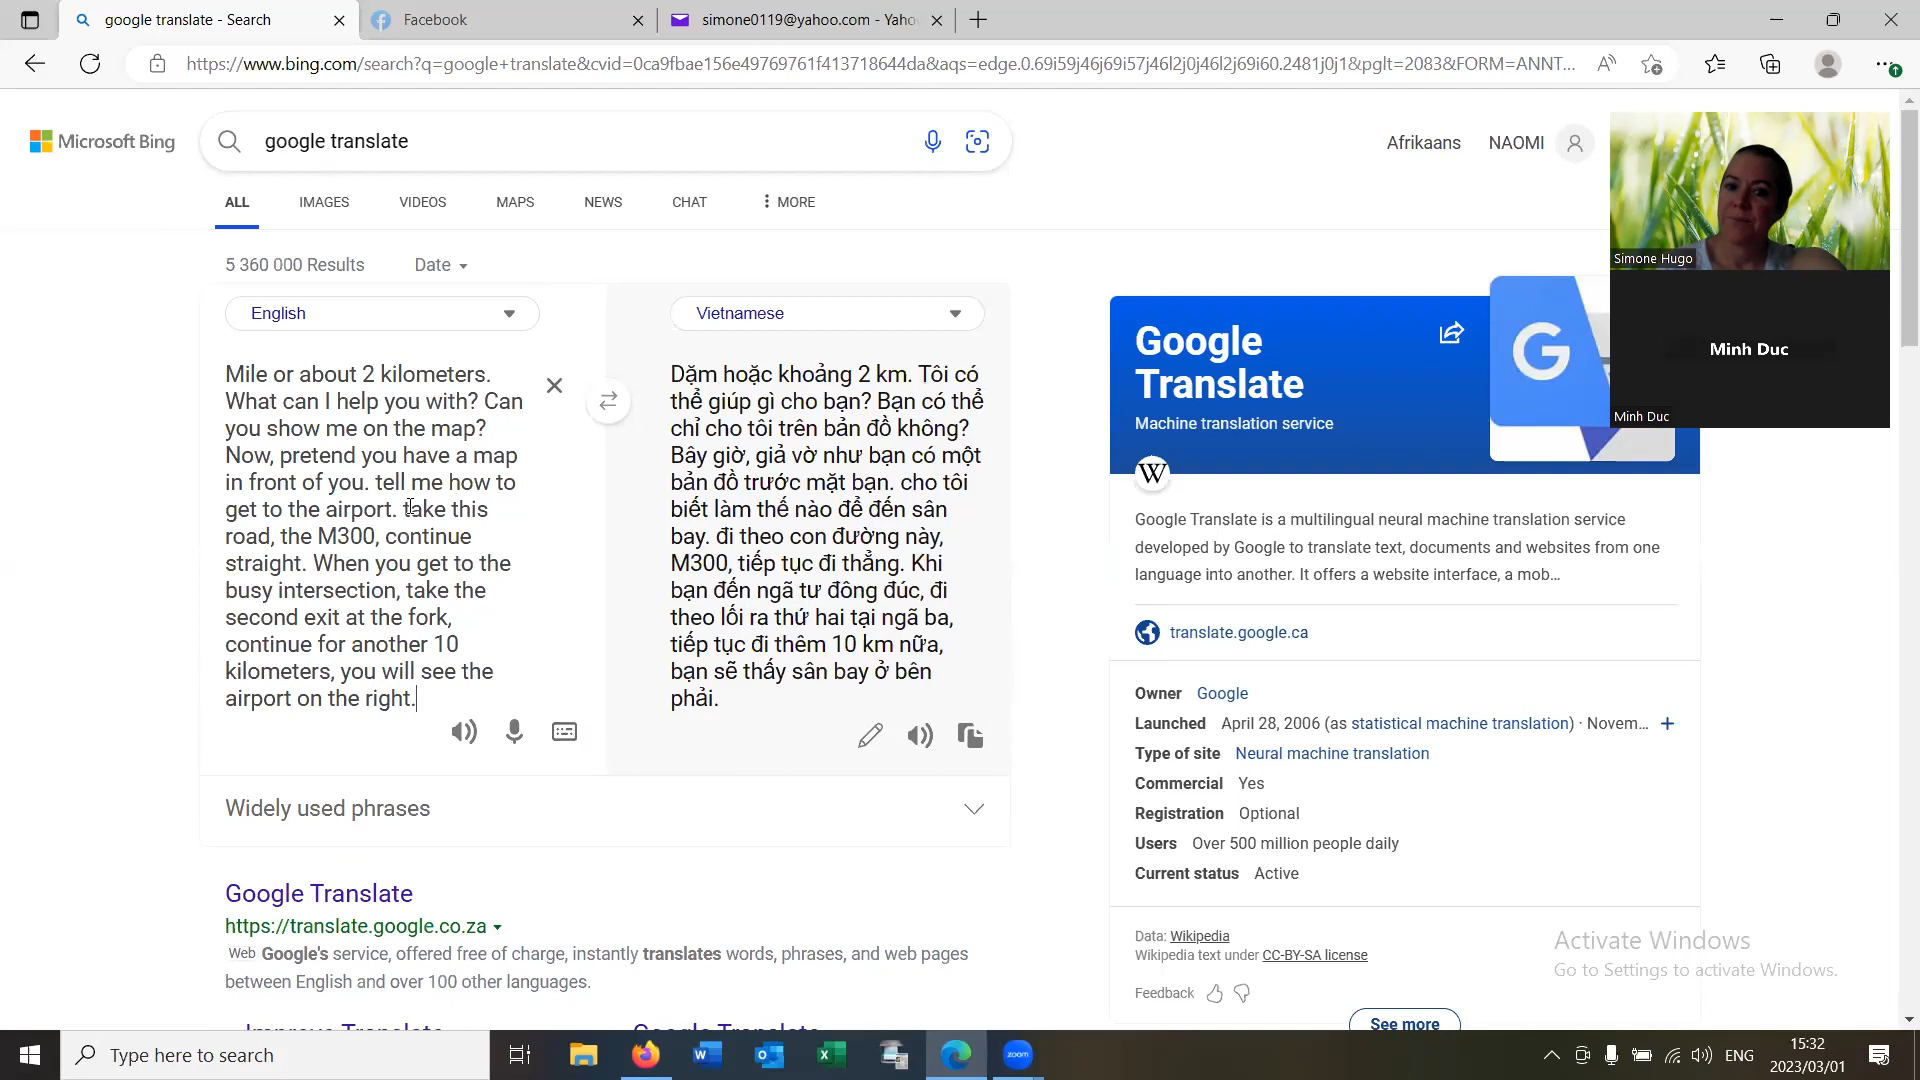 google translate - Search
Facebook
simone0119@yahoo.com - Yaho
https://www.bing.com/search?q=google+translate&cvid=0ca9fbae156e49769761f413718644da&aqs=edge.0.69i59j46j69i57j46l2j0j46l2j69i60.2481j0j1&pglt=2083&FORM=ANNT...
Microsoft Bing
google translate
Afrikaans
NAOMI
ALL
IMAGES
VIDEOS
MAPS
NEWS
CHAT
MORE
5 360 000 Results
Date
English
Mile or about 2 kilometers.
What can I help you with? Can
you show me on the map?
Now, pretend you have a map
in front of you. tell me how to
get to the airport. take this
road, the M300, continue
straight. When you get to the
busy intersection, take the
second exit at the fork,
continue for another 10
kilometers, you will see the
airport on the right.
Vietnamese
Dặm hoặc khoảng 2 km. Tôi có
thể giúp gì cho bạn? Bạn có thể
chỉ cho tôi trên bản đồ không?
Bây giờ, giả vờ như bạn có một
bản đồ trước mặt bạn. cho tôi
biết làm thế nào để đến sân
bay. đi theo con đường này,
M300, tiếp tục đi thẳng. Khi
bạn đến ngã tư đông đúc, đi
theo lối ra thứ hai tại ngã ba,
tiếp tục đi thêm 10 km nữa,
bạn sẽ thấy sân bay ở bên
phải.
Widely used phrases
Google Translate
https://translate.google.co.za
Web Google's service, offered free of charge, instantly translates words, phrases, and web pages
between English and over 100 other languages.
Improve Translate
Google Translate
Simone Hugo
Minh Duc
Minh Duc
Google
Translate
Machine translation service
G
W
Google Translate is a multilingual neural machine translation service
developed by Google to translate text, documents and websites from one
language into another. It offers a website interface, a mob...
translate.google.ca
Owner Google
Launched April 28, 2006 (as statistical machine translation) · Novem... +
Type of site Neural machine translation
Commercial Yes
Registration Optional
Users Over 500 million people daily
Current status Active
Data: Wikipedia
Wikipedia text under CC-BY-SA license
Feedback
See more
Activate Windows
Go to Settings to activate Windows.
Type here to search
zoom
ENG
15:32
2023/03/01